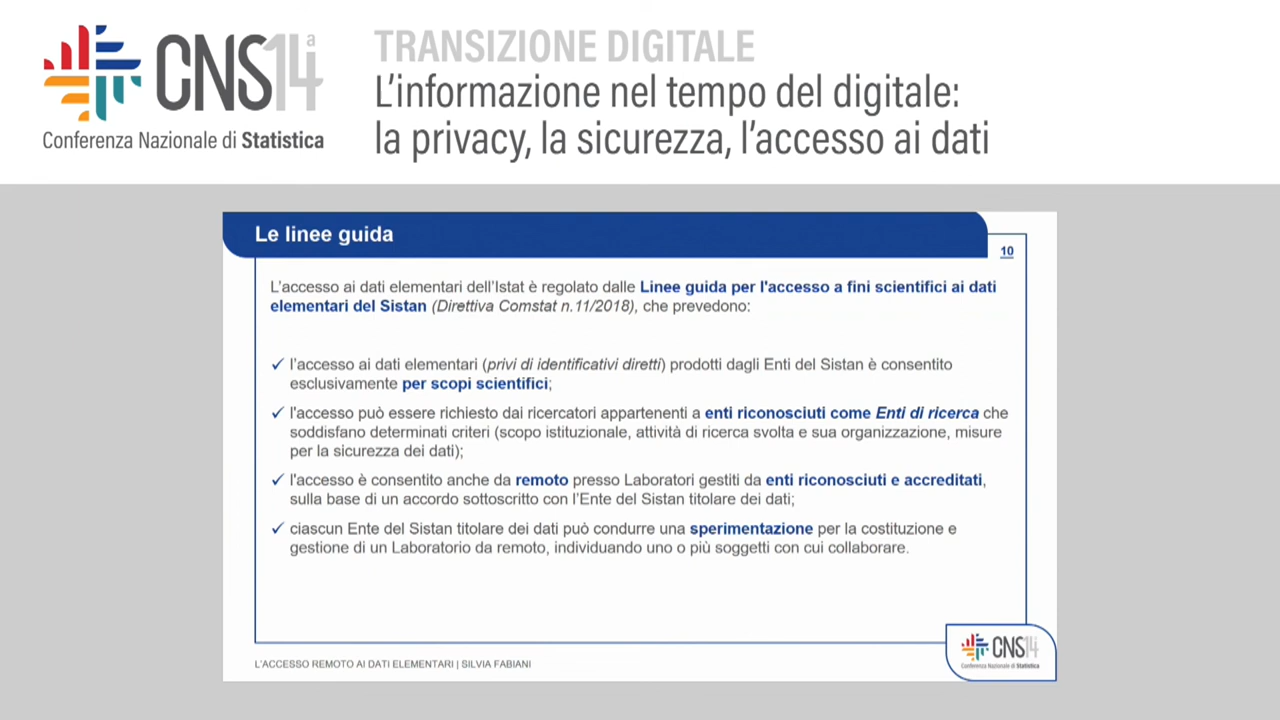 CNS14ª
Conferenza Nazionale di Statistica
TRANSIZIONE DIGITALE
L’informazione nel tempo del digitale:
la privacy, la sicurezza, l’accesso ai dati
Le linee guida
10
L’accesso ai dati elementari dell’Istat è regolato dalle Linee guida per l'accesso a fini scientifici ai dati
elementari del Sistan (Direttiva Comstat n.11/2018), che prevedono:
✓ l’accesso ai dati elementari (privi di identificativi diretti) prodotti dagli Enti del Sistan è consentito
esclusivamente per scopi scientifici;
✓ l'accesso può essere richiesto dai ricercatori appartenenti a enti riconosciuti come Enti di ricerca che
soddisfano determinati criteri (scopo istituzionale, attività di ricerca svolta e sua organizzazione, misure
per la sicurezza dei dati);
✓ l'accesso è consentito anche da remoto presso Laboratori gestiti da enti riconosciuti e accreditati,
sulla base di un accordo sottoscritto con l’Ente del Sistan titolare dei dati;
✓ ciascun Ente del Sistan titolare dei dati può condurre una sperimentazione per la costituzione e
gestione di un Laboratorio da remoto, individuando uno o più soggetti con cui collaborare.
L’ACCESSO REMOTO AI DATI ELEMENTARI | SILVIA FABIANI
CNS14ª
Conferenza Nazionale di Statistica